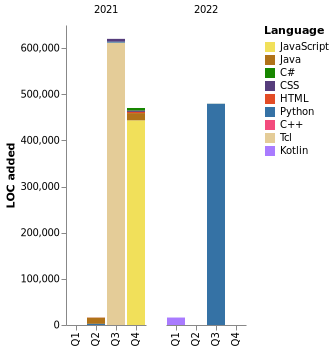 2021
2022
LOC added
600,000
500,000
400,000
300,000
200,000
100,000
0
Q1
Q2
Q3
Q4
Q1
Q2
Q3
Q4
Language
JavaScript
Java
C#
CSS
HTML
Python
C++
Tcl
Kotlin